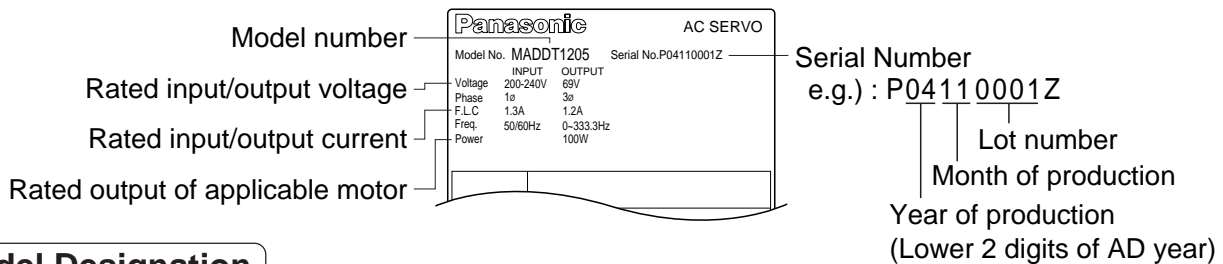 Panasonic AC SERVO
Model number
Model No. MADDT1205 Serial No.P04110001Z
Serial Number
INPUT OUTPUT
Rated input/output voltage
Voltage 200-240V 69V
e.g.) : P04110001Z
Phase 1ø 3ø
Rated input/output current
F.L.C 1.3A 1.2A
Freq. 50/60Hz 0~333.3Hz
Lot number
Power 100W
Month of production
Rated output of applicable motor
Year of production
(Lower 2 digits of AD year)
del Designation